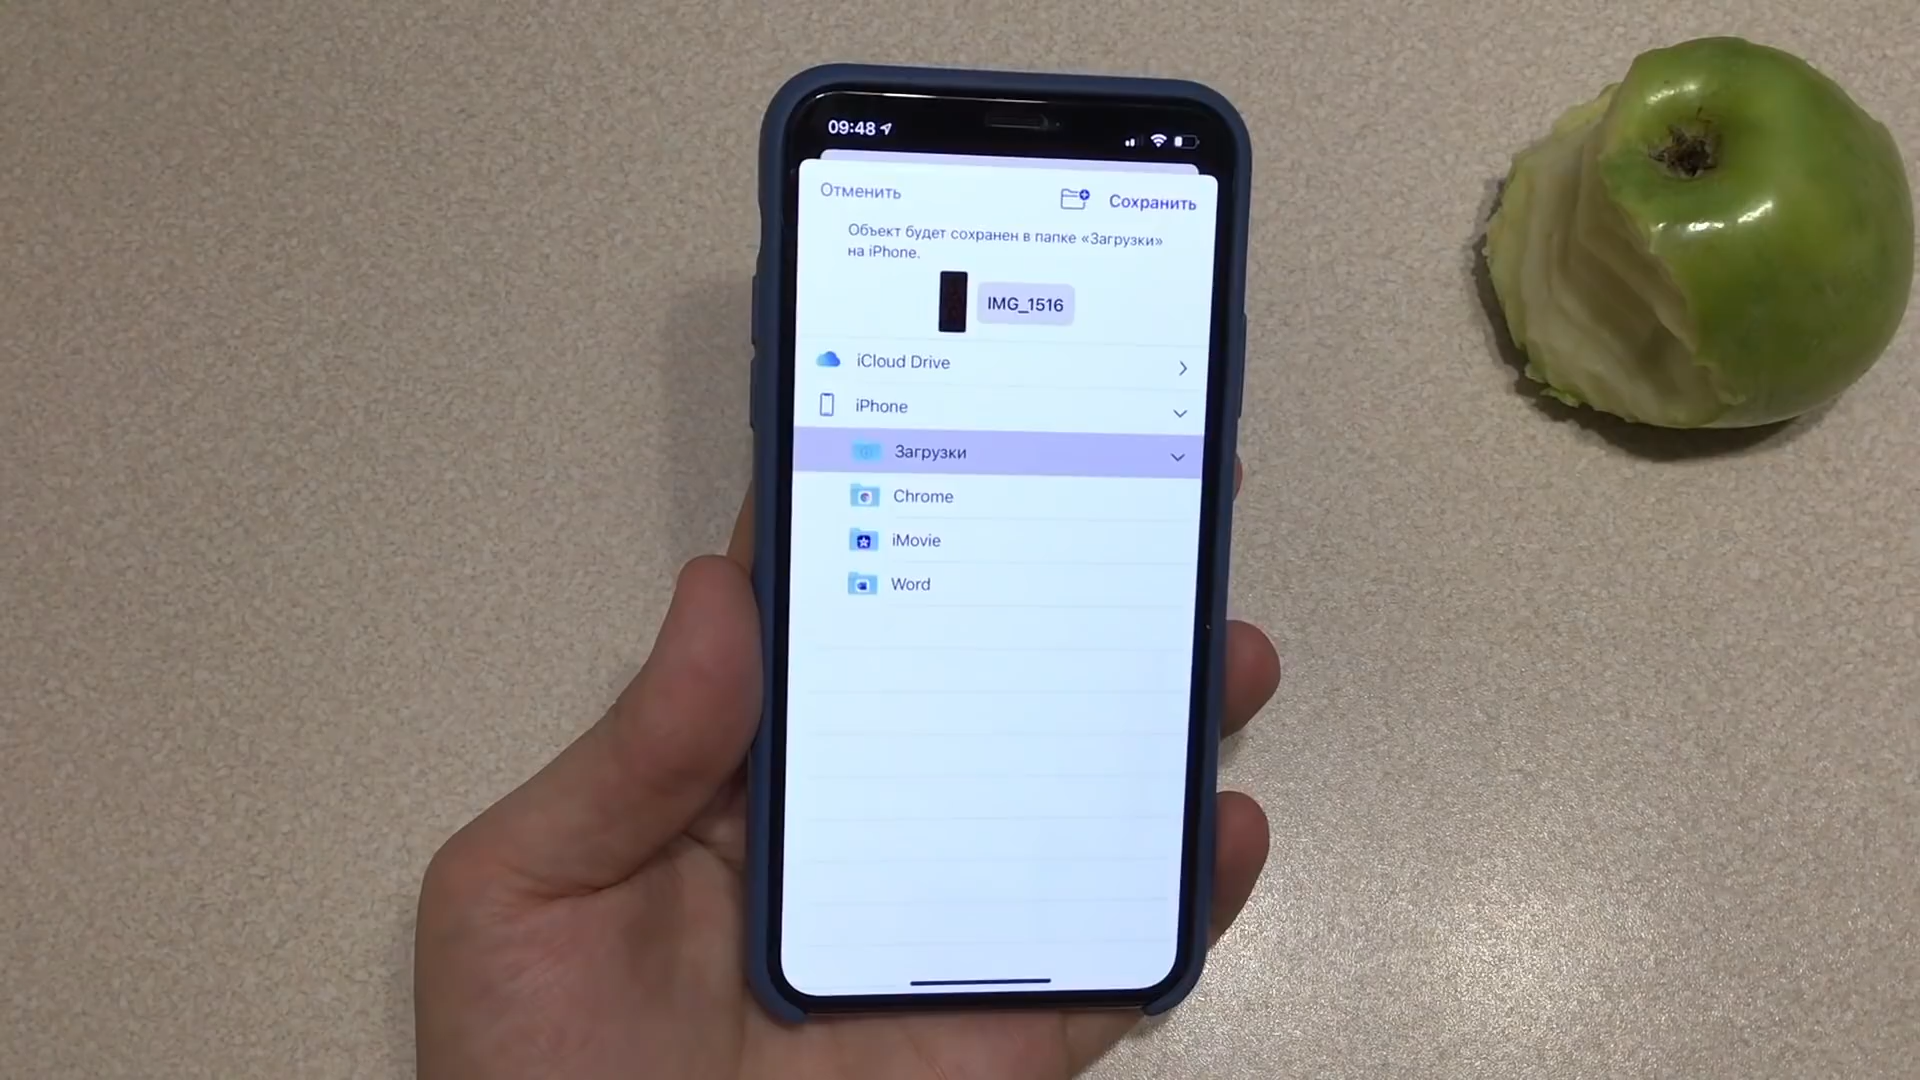 09:48
Отменить
Сохранить
Объект будет сохранен в папке «Загрузки»
на iPhone.
IMG_1516
iCloud Drive
iPhone
Загрузки
Chrome
iMovie
Word